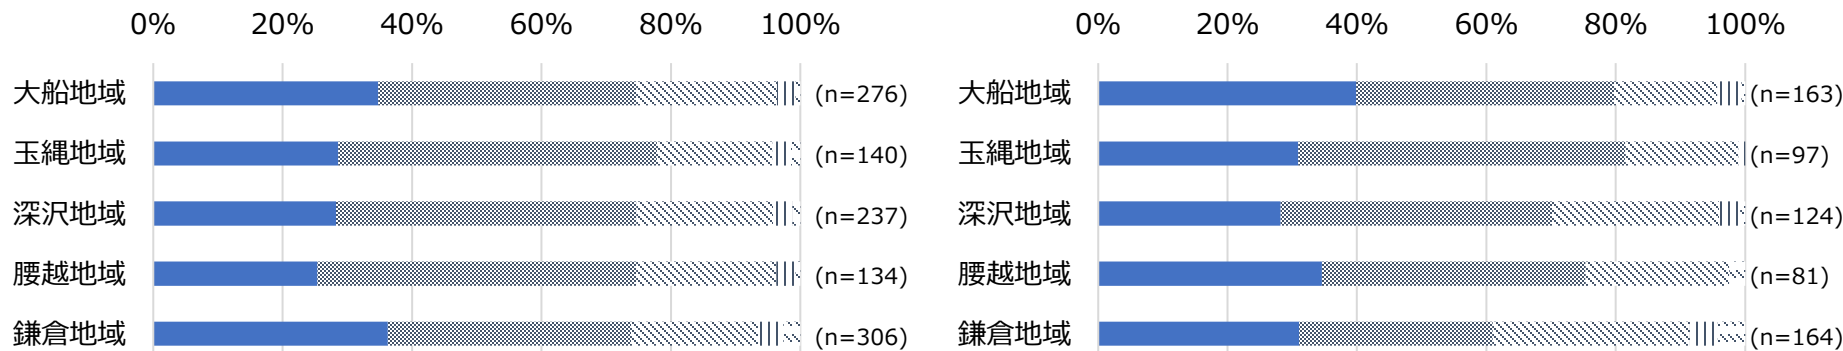 0% 20% 40% 60% 80% 100%
大船地域 (n=276)
玉縄地域 (n=140)
深沢地域 (n=237)
腰越地域 (n=134)
鎌倉地域 (n=306)
0% 20% 40% 60% 80% 100%
大船地域 (n=163)
玉縄地域 (n=97)
深沢地域 (n=124)
腰越地域 (n=81)
鎌倉地域 (n=164)